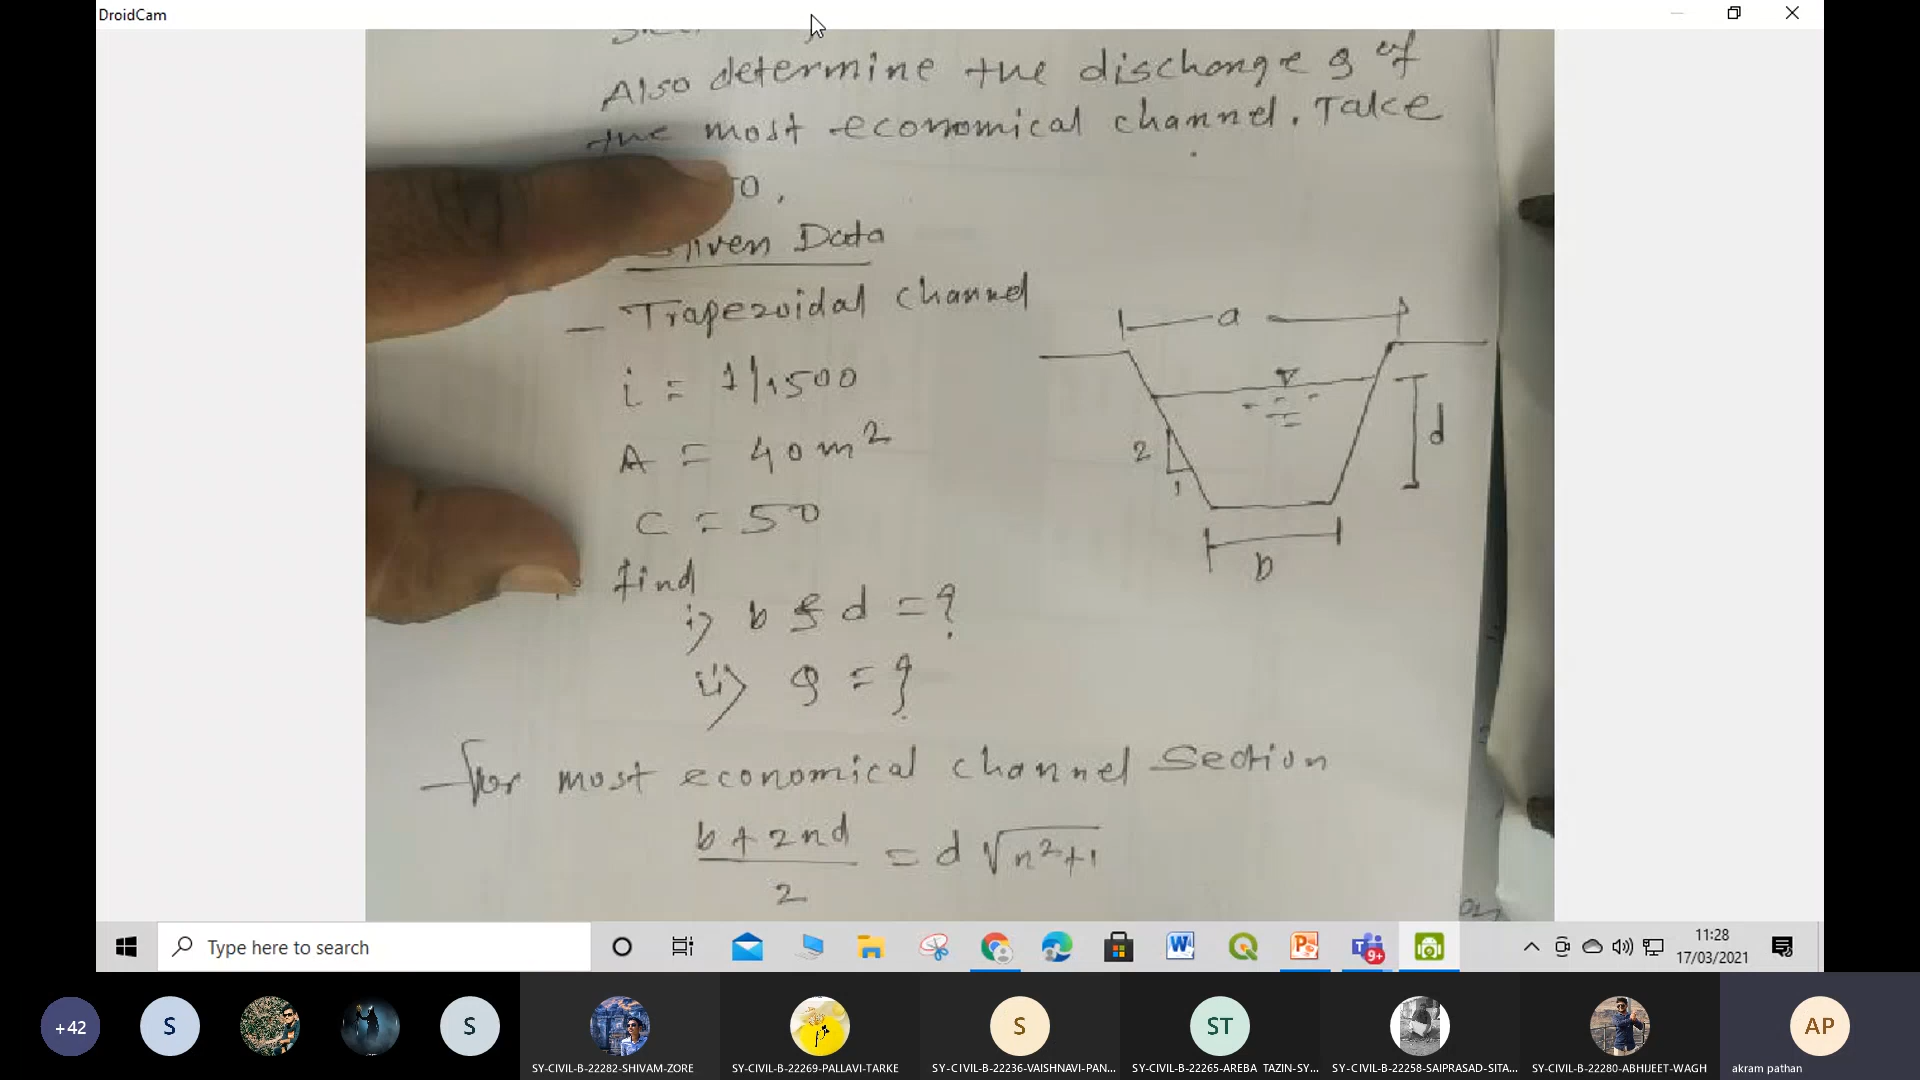 DroidCam
Also determine the dischange Q of
the most economical channel. Take
Given Data
- Trapezoidal channel
i = 1/1500
A = 40m²
C = 50
find
i) b & d = ?
ii) Q = ?
a
2
1
d
b
- for most economical channel Section
b + 2nd / 2 = d √n²+1
Type here to search
9+
11:28
17/03/2021
+42
S
S
S
ST
AP
SY-CIVIL-B-22282-SHIVAM-ZORE
SY-CIVIL-B-22269-PALLAVI-TARKE
SY-CIVIL-B-22236-VAISHNAVI-PAN...
SY-CIVIL-B-22265-AREBA TAZIN-SY...
SY-CIVIL-B-22258-SAIPRASAD-SITA...
SY-CIVIL-B-22280-ABHIJEET-WAGH
akram pathan